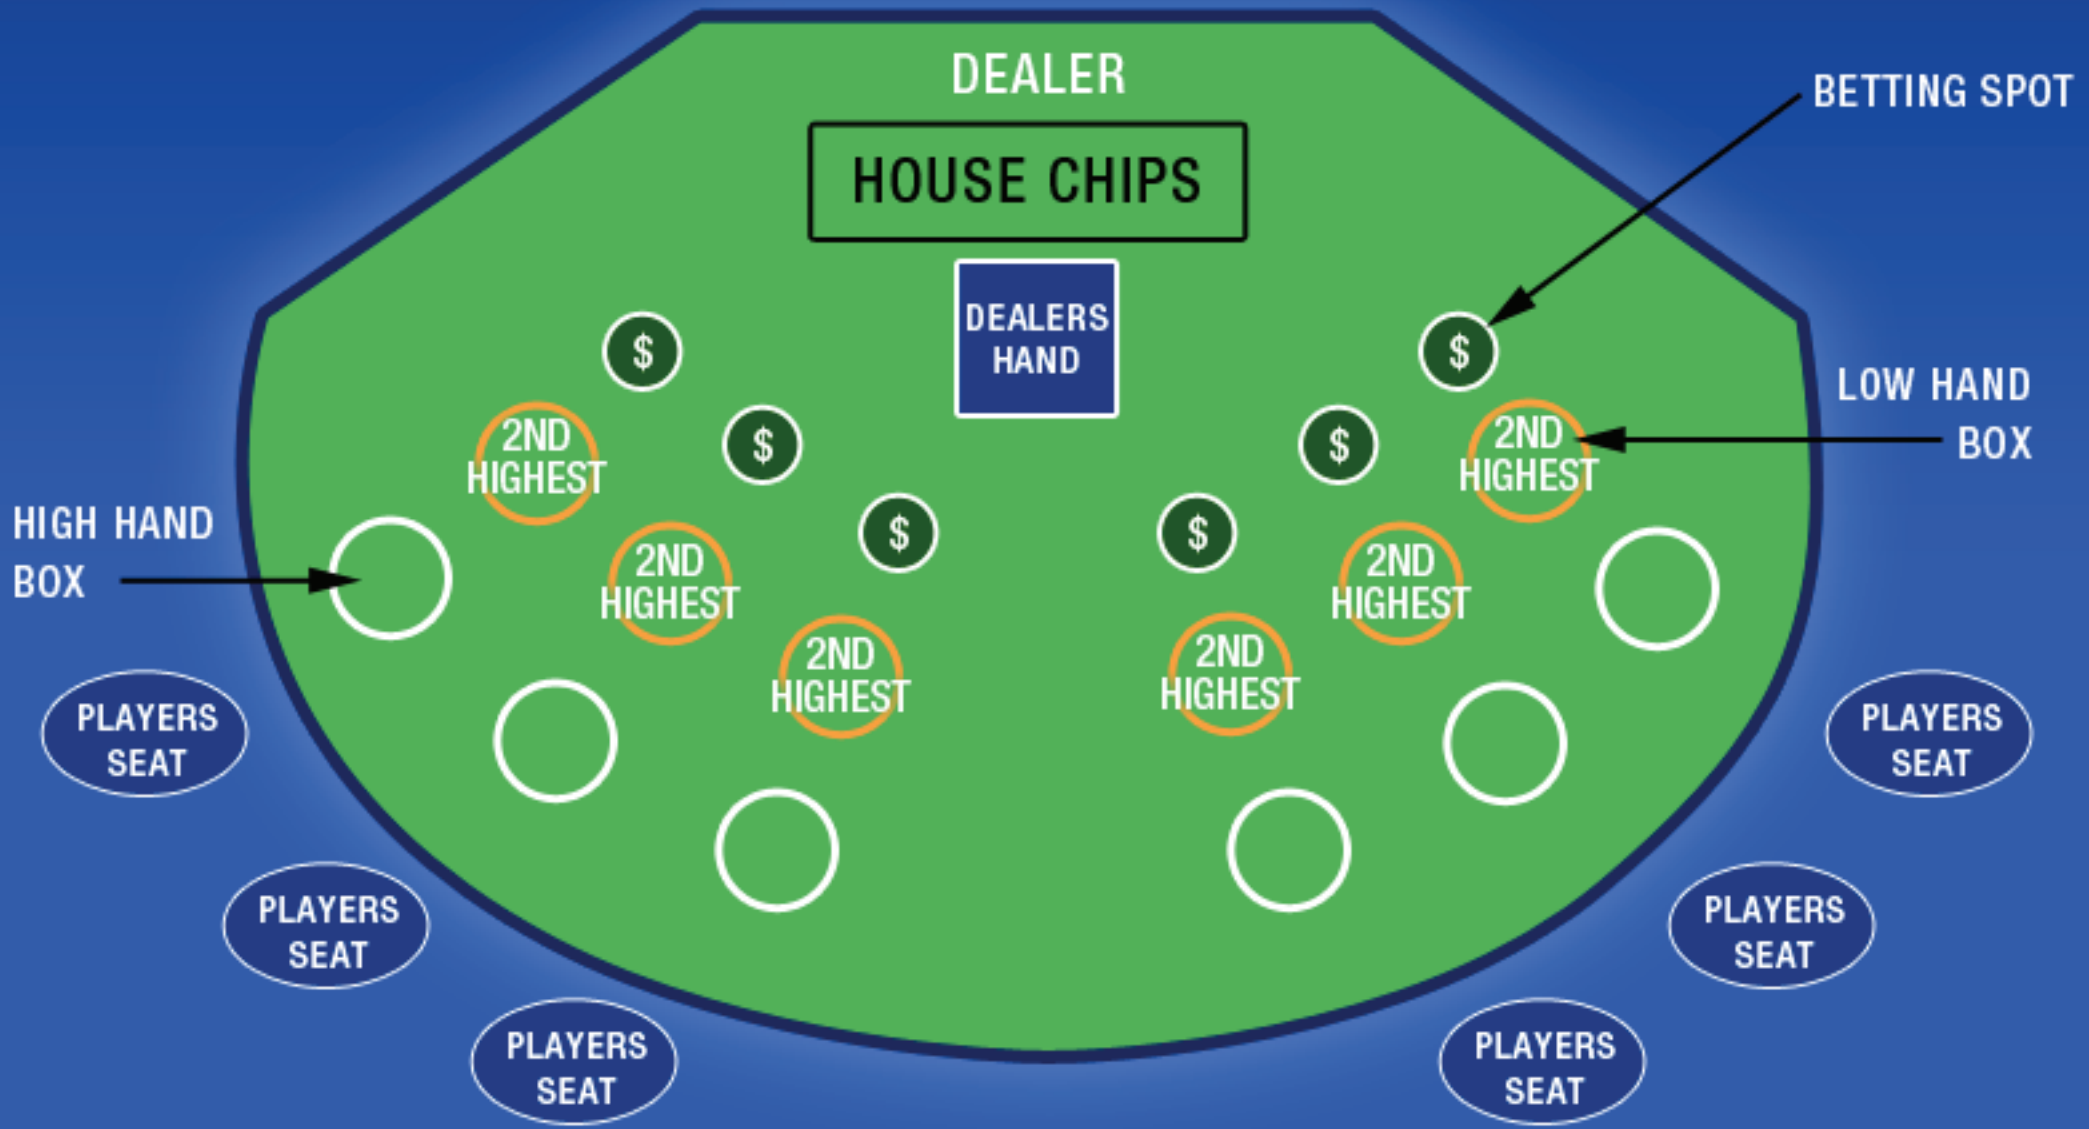 DEALER
BETTING SPOT
HOUSE CHIPS
DEALERS
HAND
$
$
LOW HAND
BOX
2ND
HIGHEST
$
$
2ND
HIGHEST
HIGH HAND
BOX
$
$
2ND
HIGHEST
2ND
HIGHEST
2ND
HIGHEST
2ND
HIGHEST
PLAYERS
SEAT
PLAYERS
SEAT
PLAYERS
SEAT
PLAYERS
SEAT
PLAYERS
SEAT
PLAYERS
SEAT